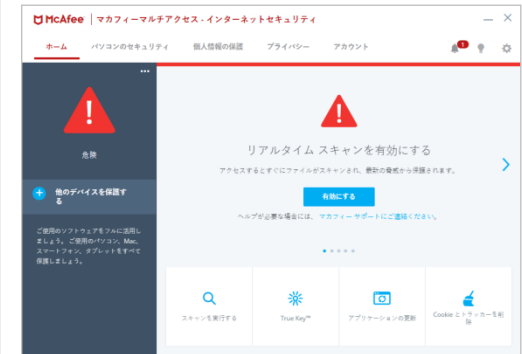 McAfee マカフィーマルチアクセス - インターネットセキュリティ
ホーム パソコンのセキュリティ 個人情報の保護 プライバシー アカウント 1
危険
他のデバイスを保護す
る
ご使用のソフトウェアをフルに活用し
ましょう。ご使用のパソコン、Mac、
スマートフォン、タブレットをすべて
保護しましょう。
リアルタイム スキャンを有効にする
アクセスするとすぐにファイルがスキャンされ、最新の脅威から保護されます。
有効にする
ヘルプが必要な場合には、マカフィー サポートにご連絡ください。
スキャンを実行する
True Key™
アプリケーションの更新
Cookie とトラッカーを削
除